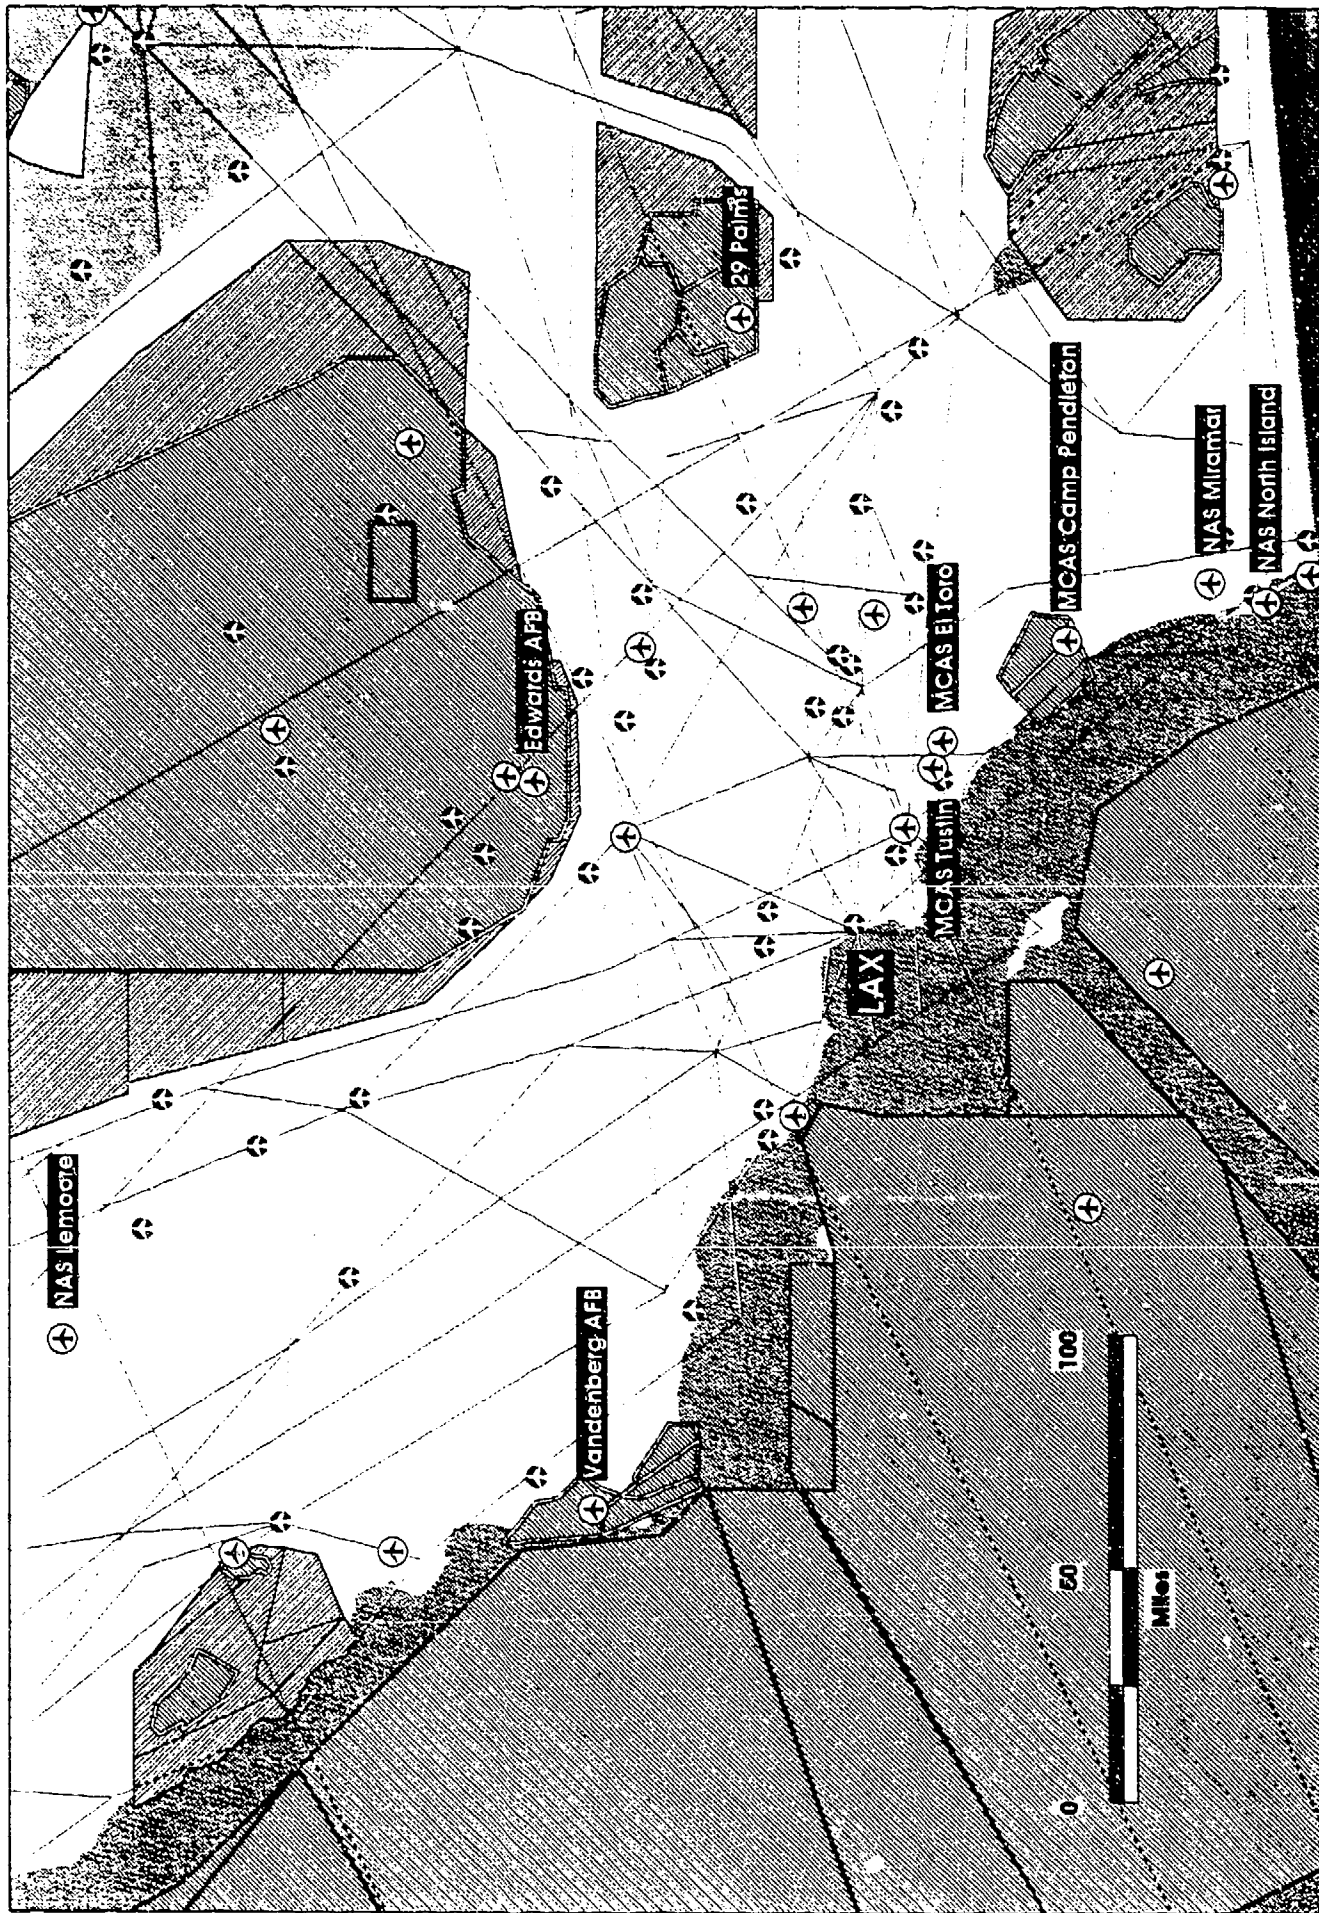 NAS Lemoore
Edwards AFB
29 Palms
Vandenberg AFB
LAX
MCAS Tustin
MCAS El Toro
MCAS Camp Pendleton
NAS Miramar
NAS North Island
0 50 100
Miles